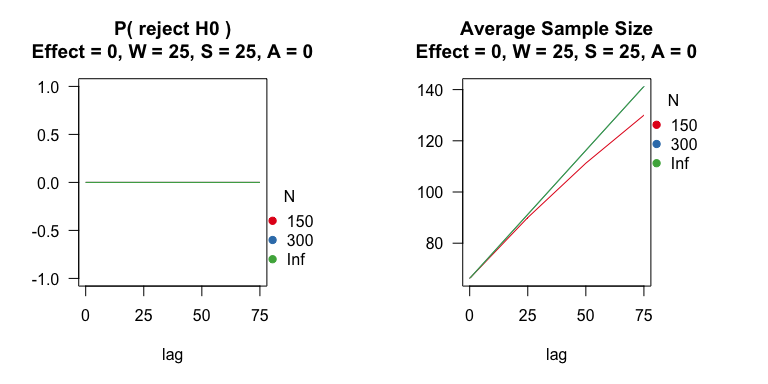 P( reject H0 )
Effect = 0, W = 25, S = 25, A = 0
1.0
0.5
0.0
-0.5
-1.0
0 25 50 75
lag
N
150
300
Inf
Average Sample Size
Effect = 0, W = 25, S = 25, A = 0
140
120
100
80
0 25 50 75
lag
N
150
300
Inf